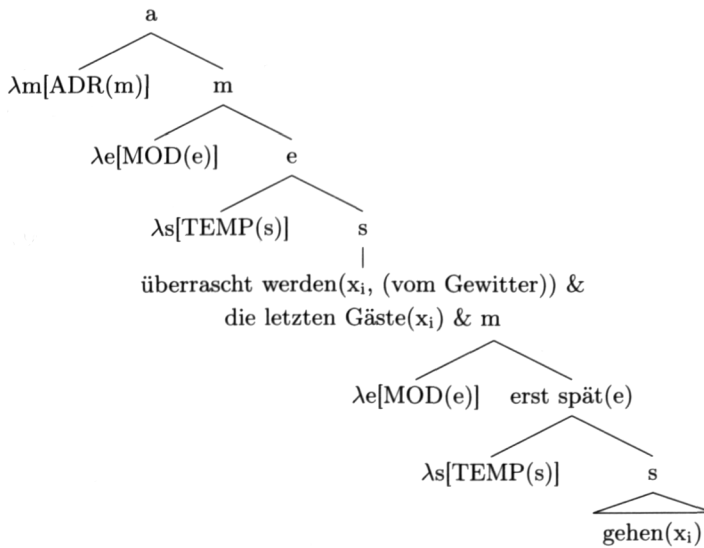 a
λm[ADR(m)] m
λe[MOD(e)] e
λs[TEMP(s)] s
überrascht werden(xᵢ, (vom Gewitter)) &
die letzten Gäste(xᵢ) & m
λe[MOD(e)] erst spät(e)
λs[TEMP(s)] s
gehen(xᵢ)